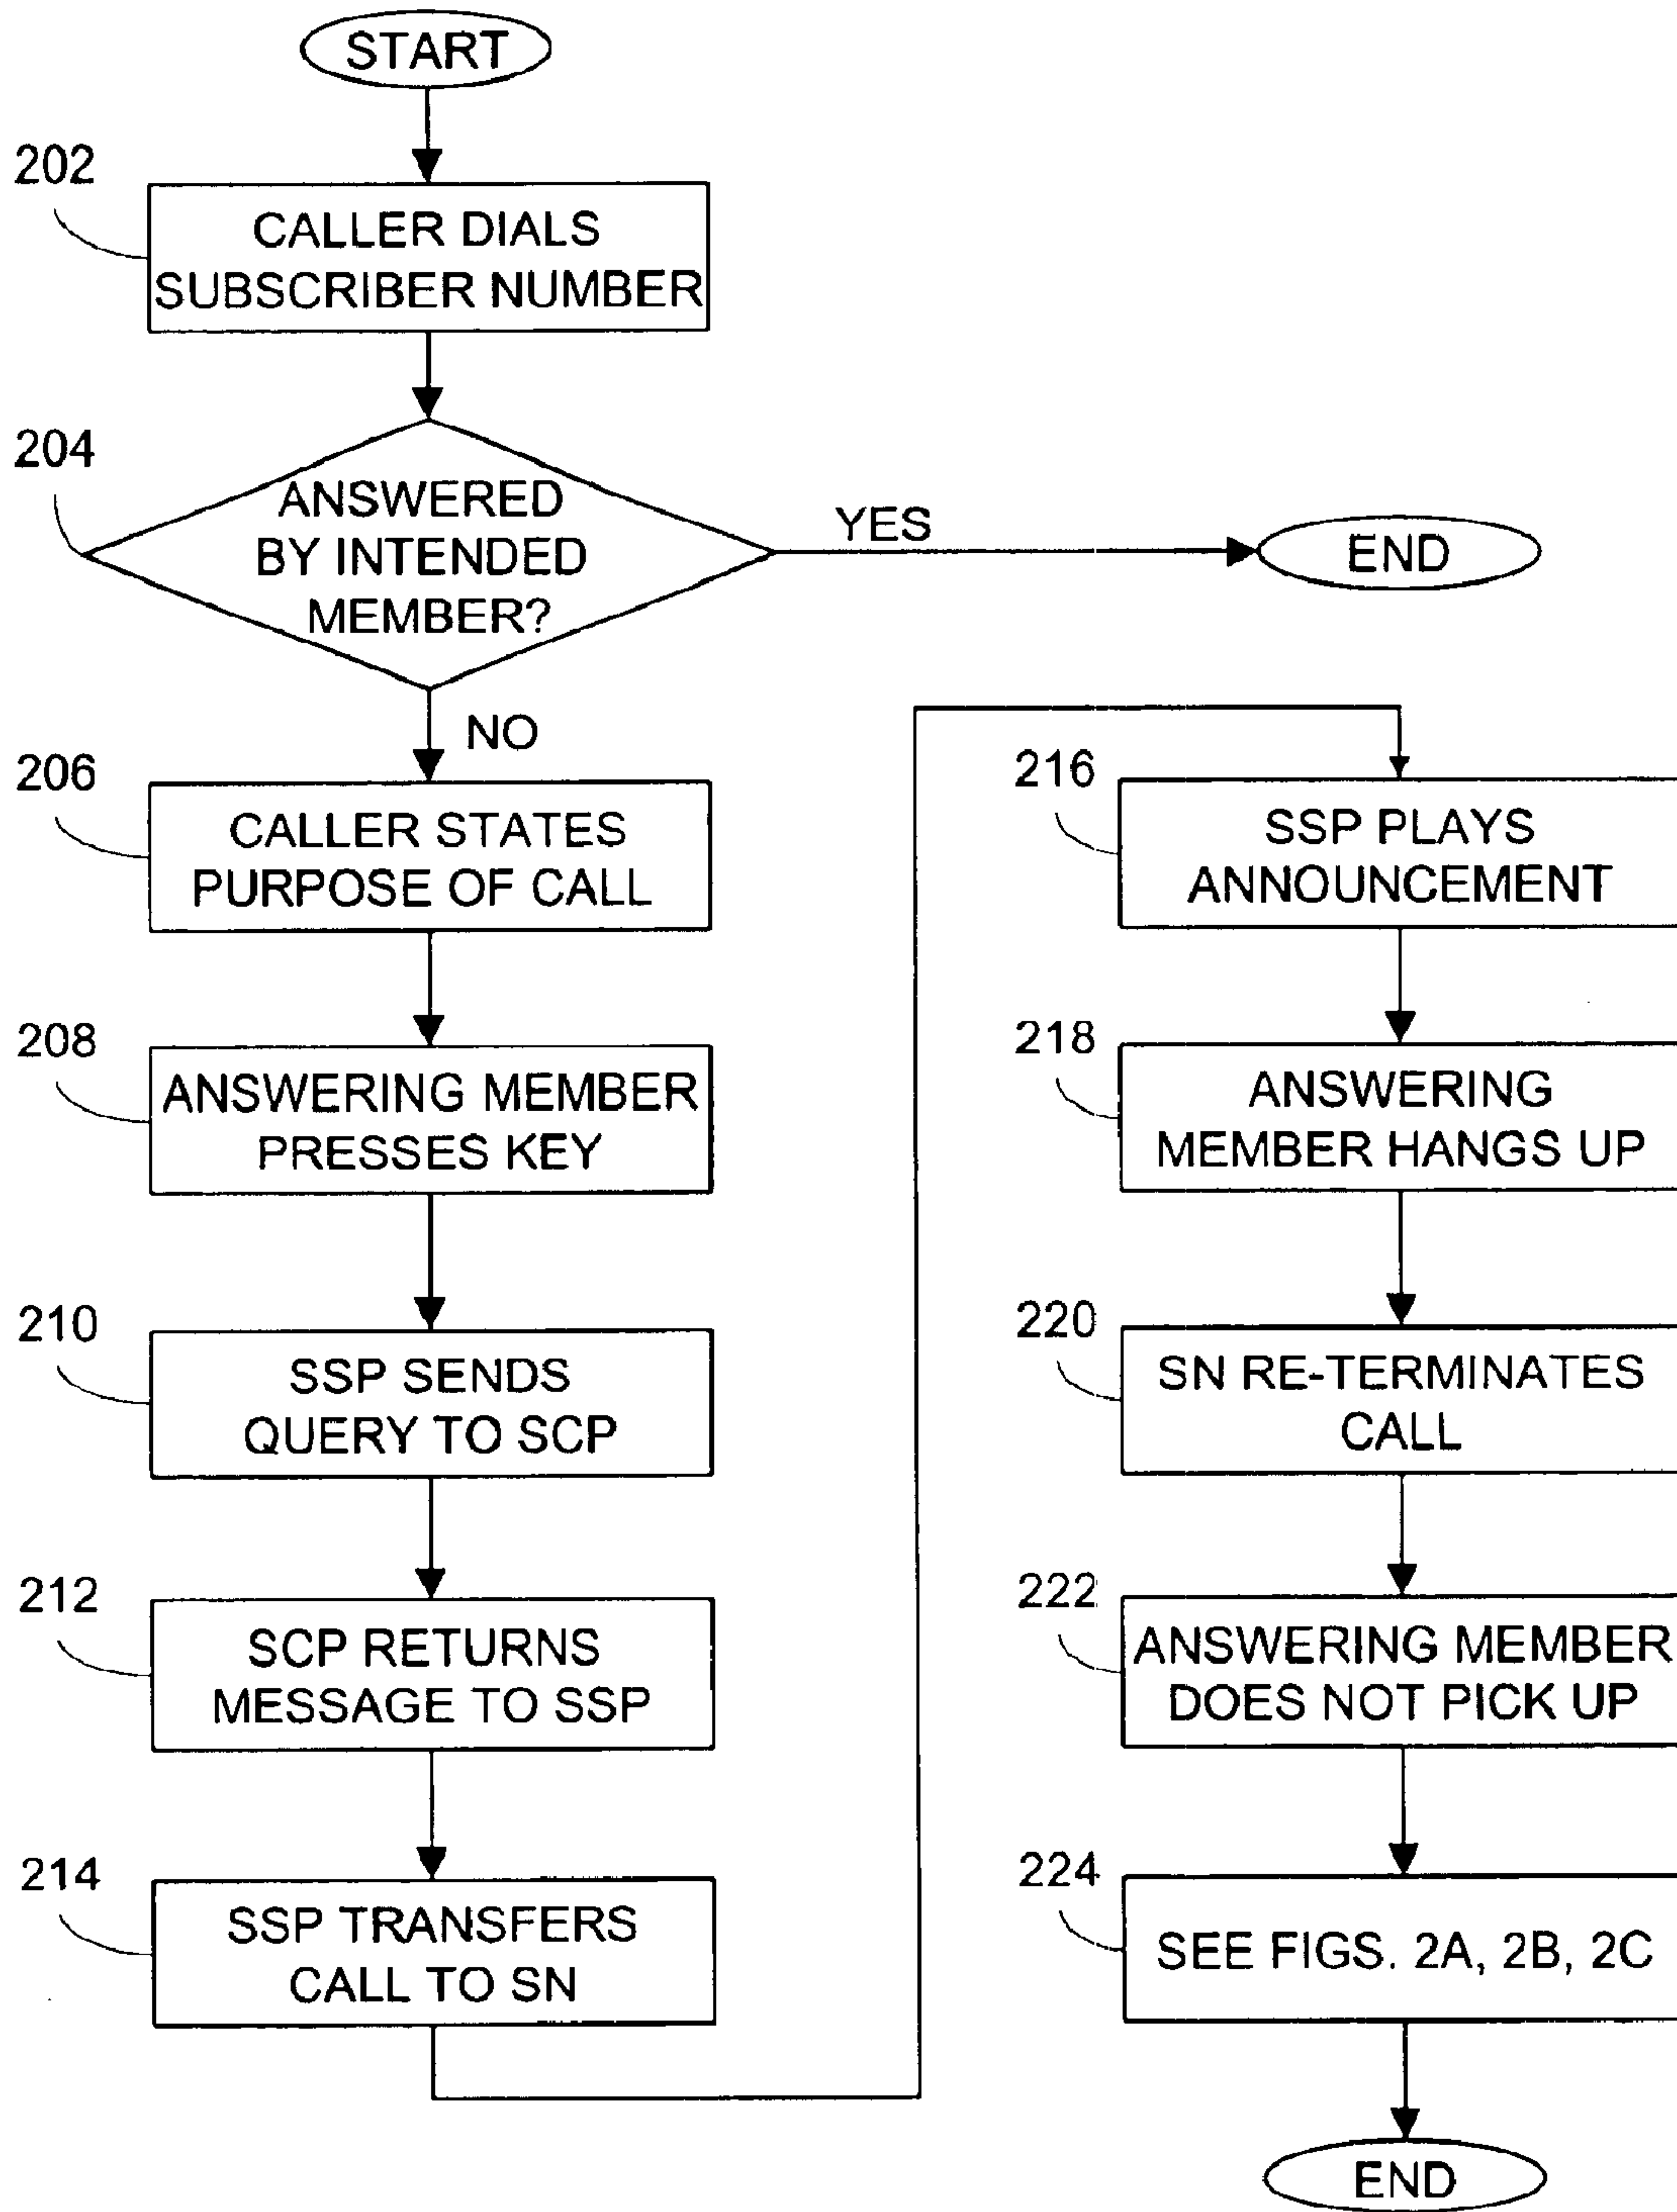 START
202
CALLER DIALS
SUBSCRIBER NUMBER
204
ANSWERED
BY INTENDED
MEMBER?
YES
END
NO
206
CALLER STATES
PURPOSE OF CALL
208
ANSWERING MEMBER
PRESSES KEY
210
SSP SENDS
QUERY TO SCP
212
SCP RETURNS
MESSAGE TO SSP
214
SSP TRANSFERS
CALL TO SN
216
SSP PLAYS
ANNOUNCEMENT
218
ANSWERING
MEMBER HANGS UP
220
SN RE-TERMINATES
CALL
222
ANSWERING MEMBER
DOES NOT PICK UP
224
SEE FIGS. 2A, 2B, 2C
END